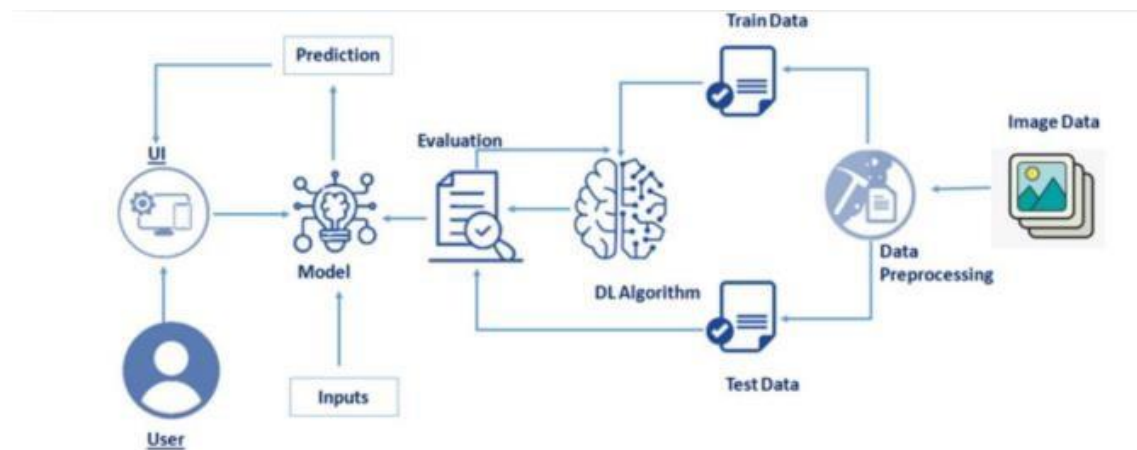 Train Data
Prediction
Image Data
Evaluation
UI
Model
Data
Preprocessing
DL Algorithm
Test Data
Inputs
User